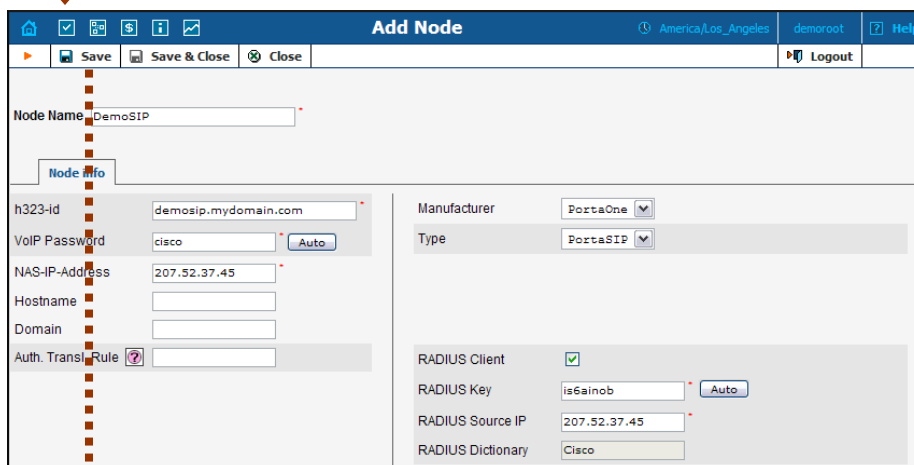 Add Node
America/Los_Angeles
demoroot
? Help
Save
Save & Close
Close
Logout
Node Name DemoSIP *
Node info
h323-id demosip.mydomain.com *
VoIP Password cisco * Auto
NAS-IP-Address 207.52.37.45 *
Hostname
Domain
Auth. Transl. Rule ?
Manufacturer PortaOne
Type PortaSIP
RADIUS Client
RADIUS Key is6ainob * Auto
RADIUS Source IP 207.52.37.45 *
RADIUS Dictionary Cisco